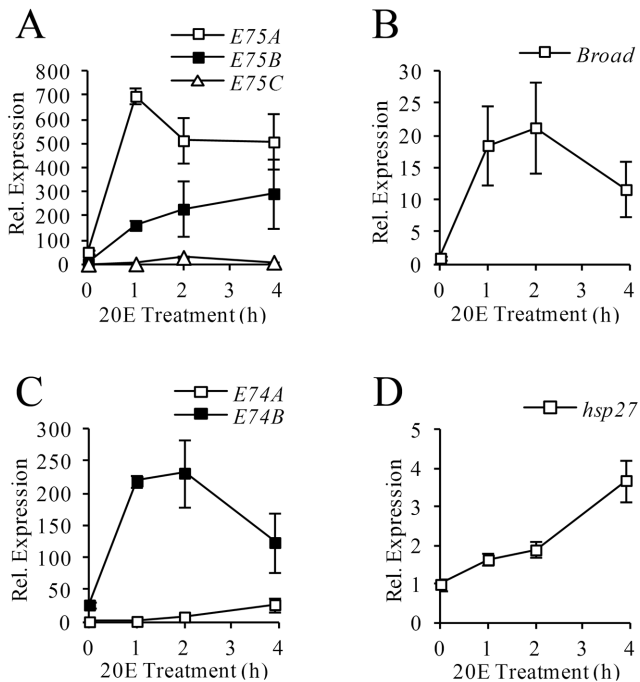 A
E75A
E75B
E75C
Rel. Expression
800
700
600
500
400
300
200
100
0
0 1 2 3 4
20E Treatment (h)
B
Broad
Rel. Expression
30
25
20
15
10
5
0
0 1 2 3 4
20E Treatment (h)
C
E74A
E74B
Rel. Expression
300
250
200
150
100
50
0
0 1 2 3 4
20E Treatment (h)
D
hsp27
Rel. Expression
5
4
3
2
1
0
0 1 2 3 4
20E Treatment (h)